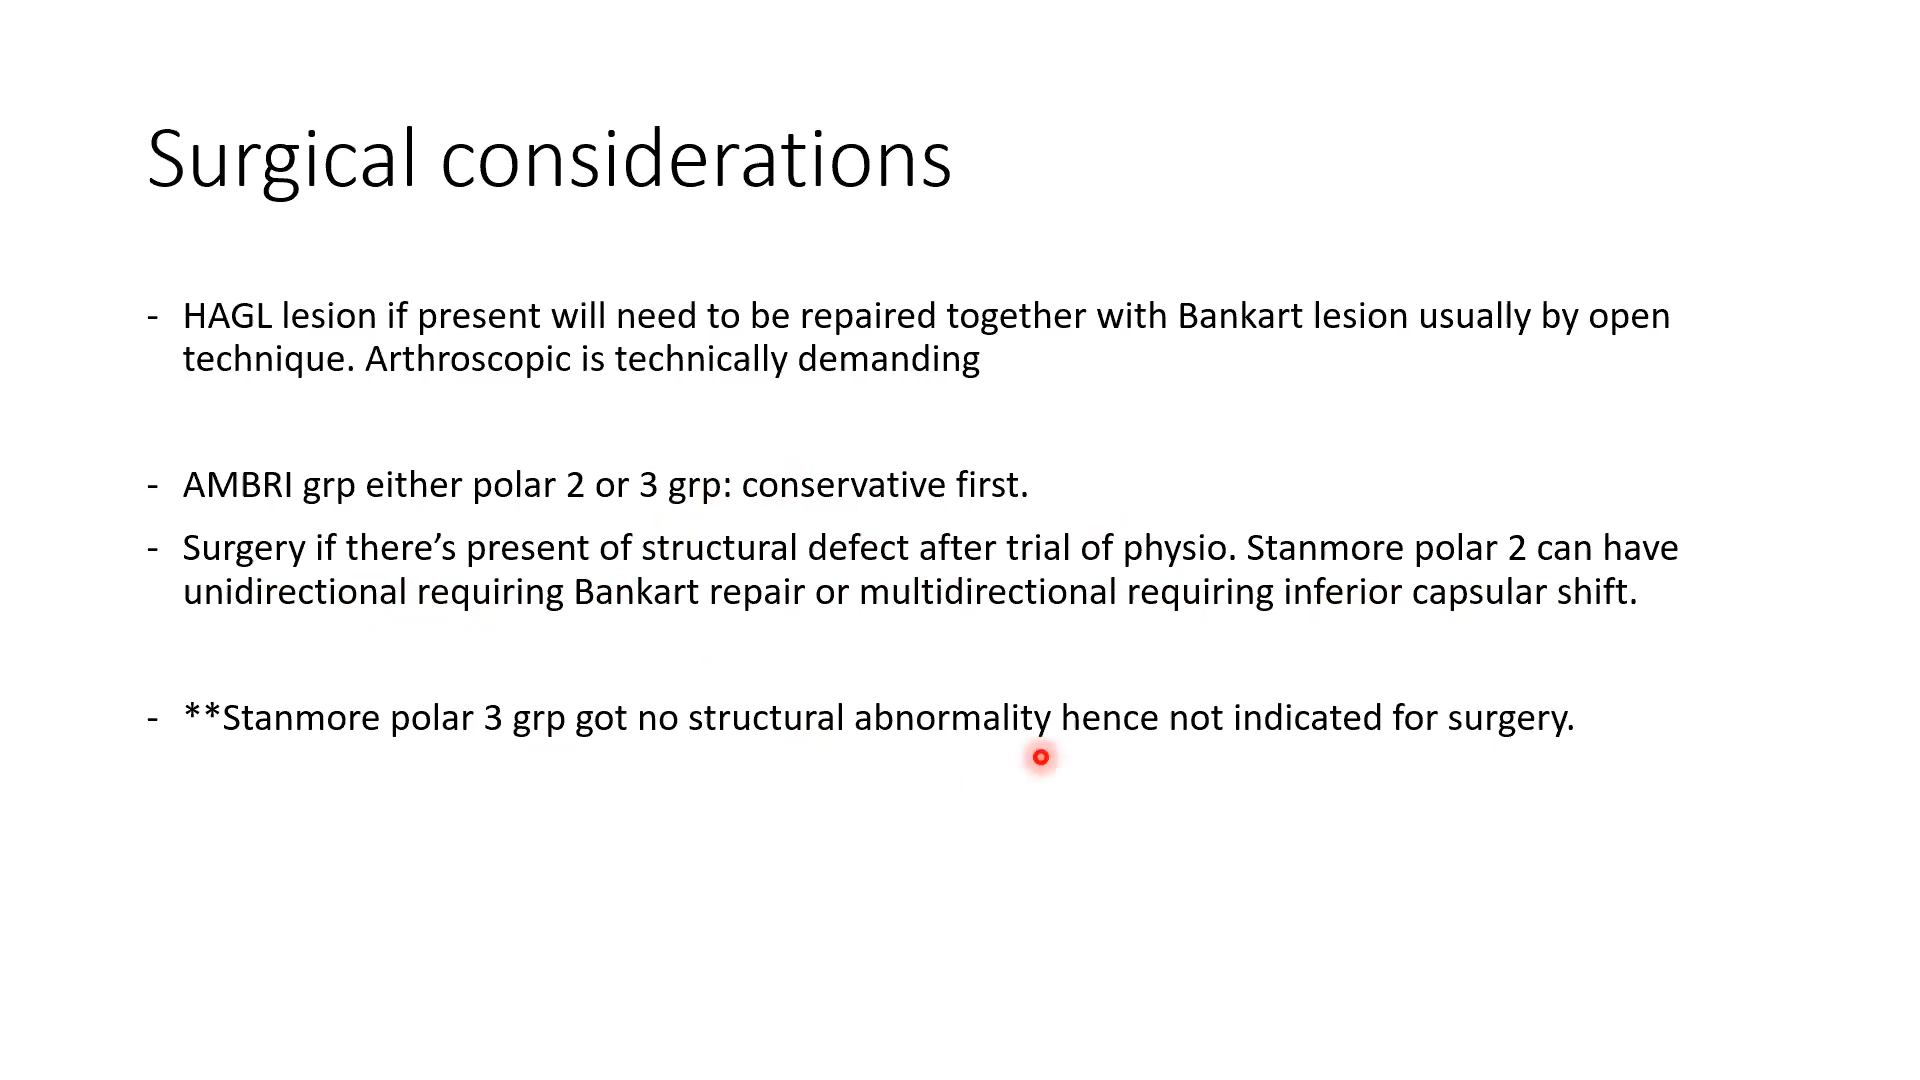 Surgical considerations
- HAGL lesion if present will need to be repaired together with Bankart lesion usually by open
technique. Arthroscopic is technically demanding
- AMBRI grp either polar 2 or 3 grp: conservative first.
- Surgery if there’s present of structural defect after trial of physio. Stanmore polar 2 can have
unidirectional requiring Bankart repair or multidirectional requiring inferior capsular shift.
- **Stanmore polar 3 grp got no structural abnormality hence not indicated for surgery.